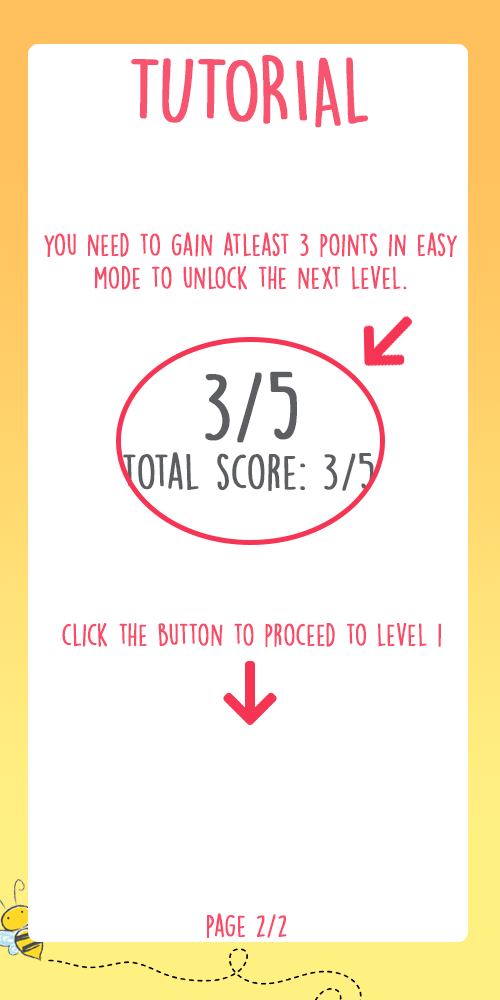 TUTORIAL
YOU NEED TO GAIN ATLEAST 3 POINTS IN EASY
MODE TO UNLOCK THE NEXT LEVEL.
3/5
TOTAL SCORE: 3/5
CLICK THE BUTTON TO PROCEED TO LEVEL 1
PAGE 2/2